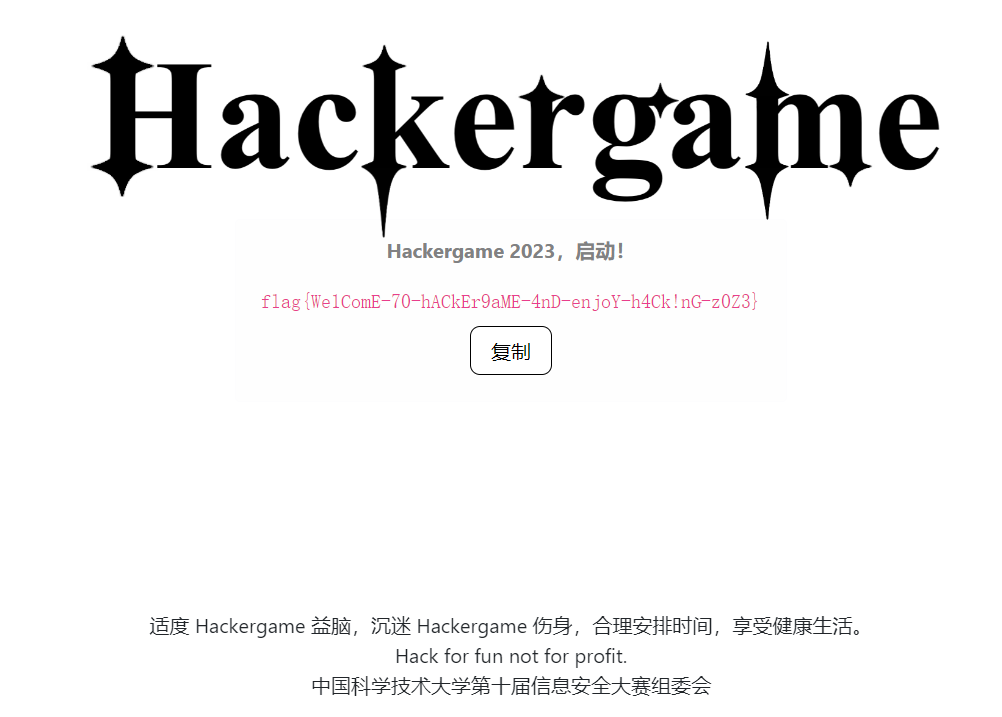 Hackergame
Hackergame 2023，启动！
flag{WelComE-7O-hACkEr9aME-4nD-enjoY-h4Ck!nG-z0Z3}
复制
适度 Hackergame 益脑，沉迷 Hackergame 伤身，合理安排时间，享受健康生活。
Hack for fun not for profit.
中国科学技术大学第十届信息安全大赛组委会